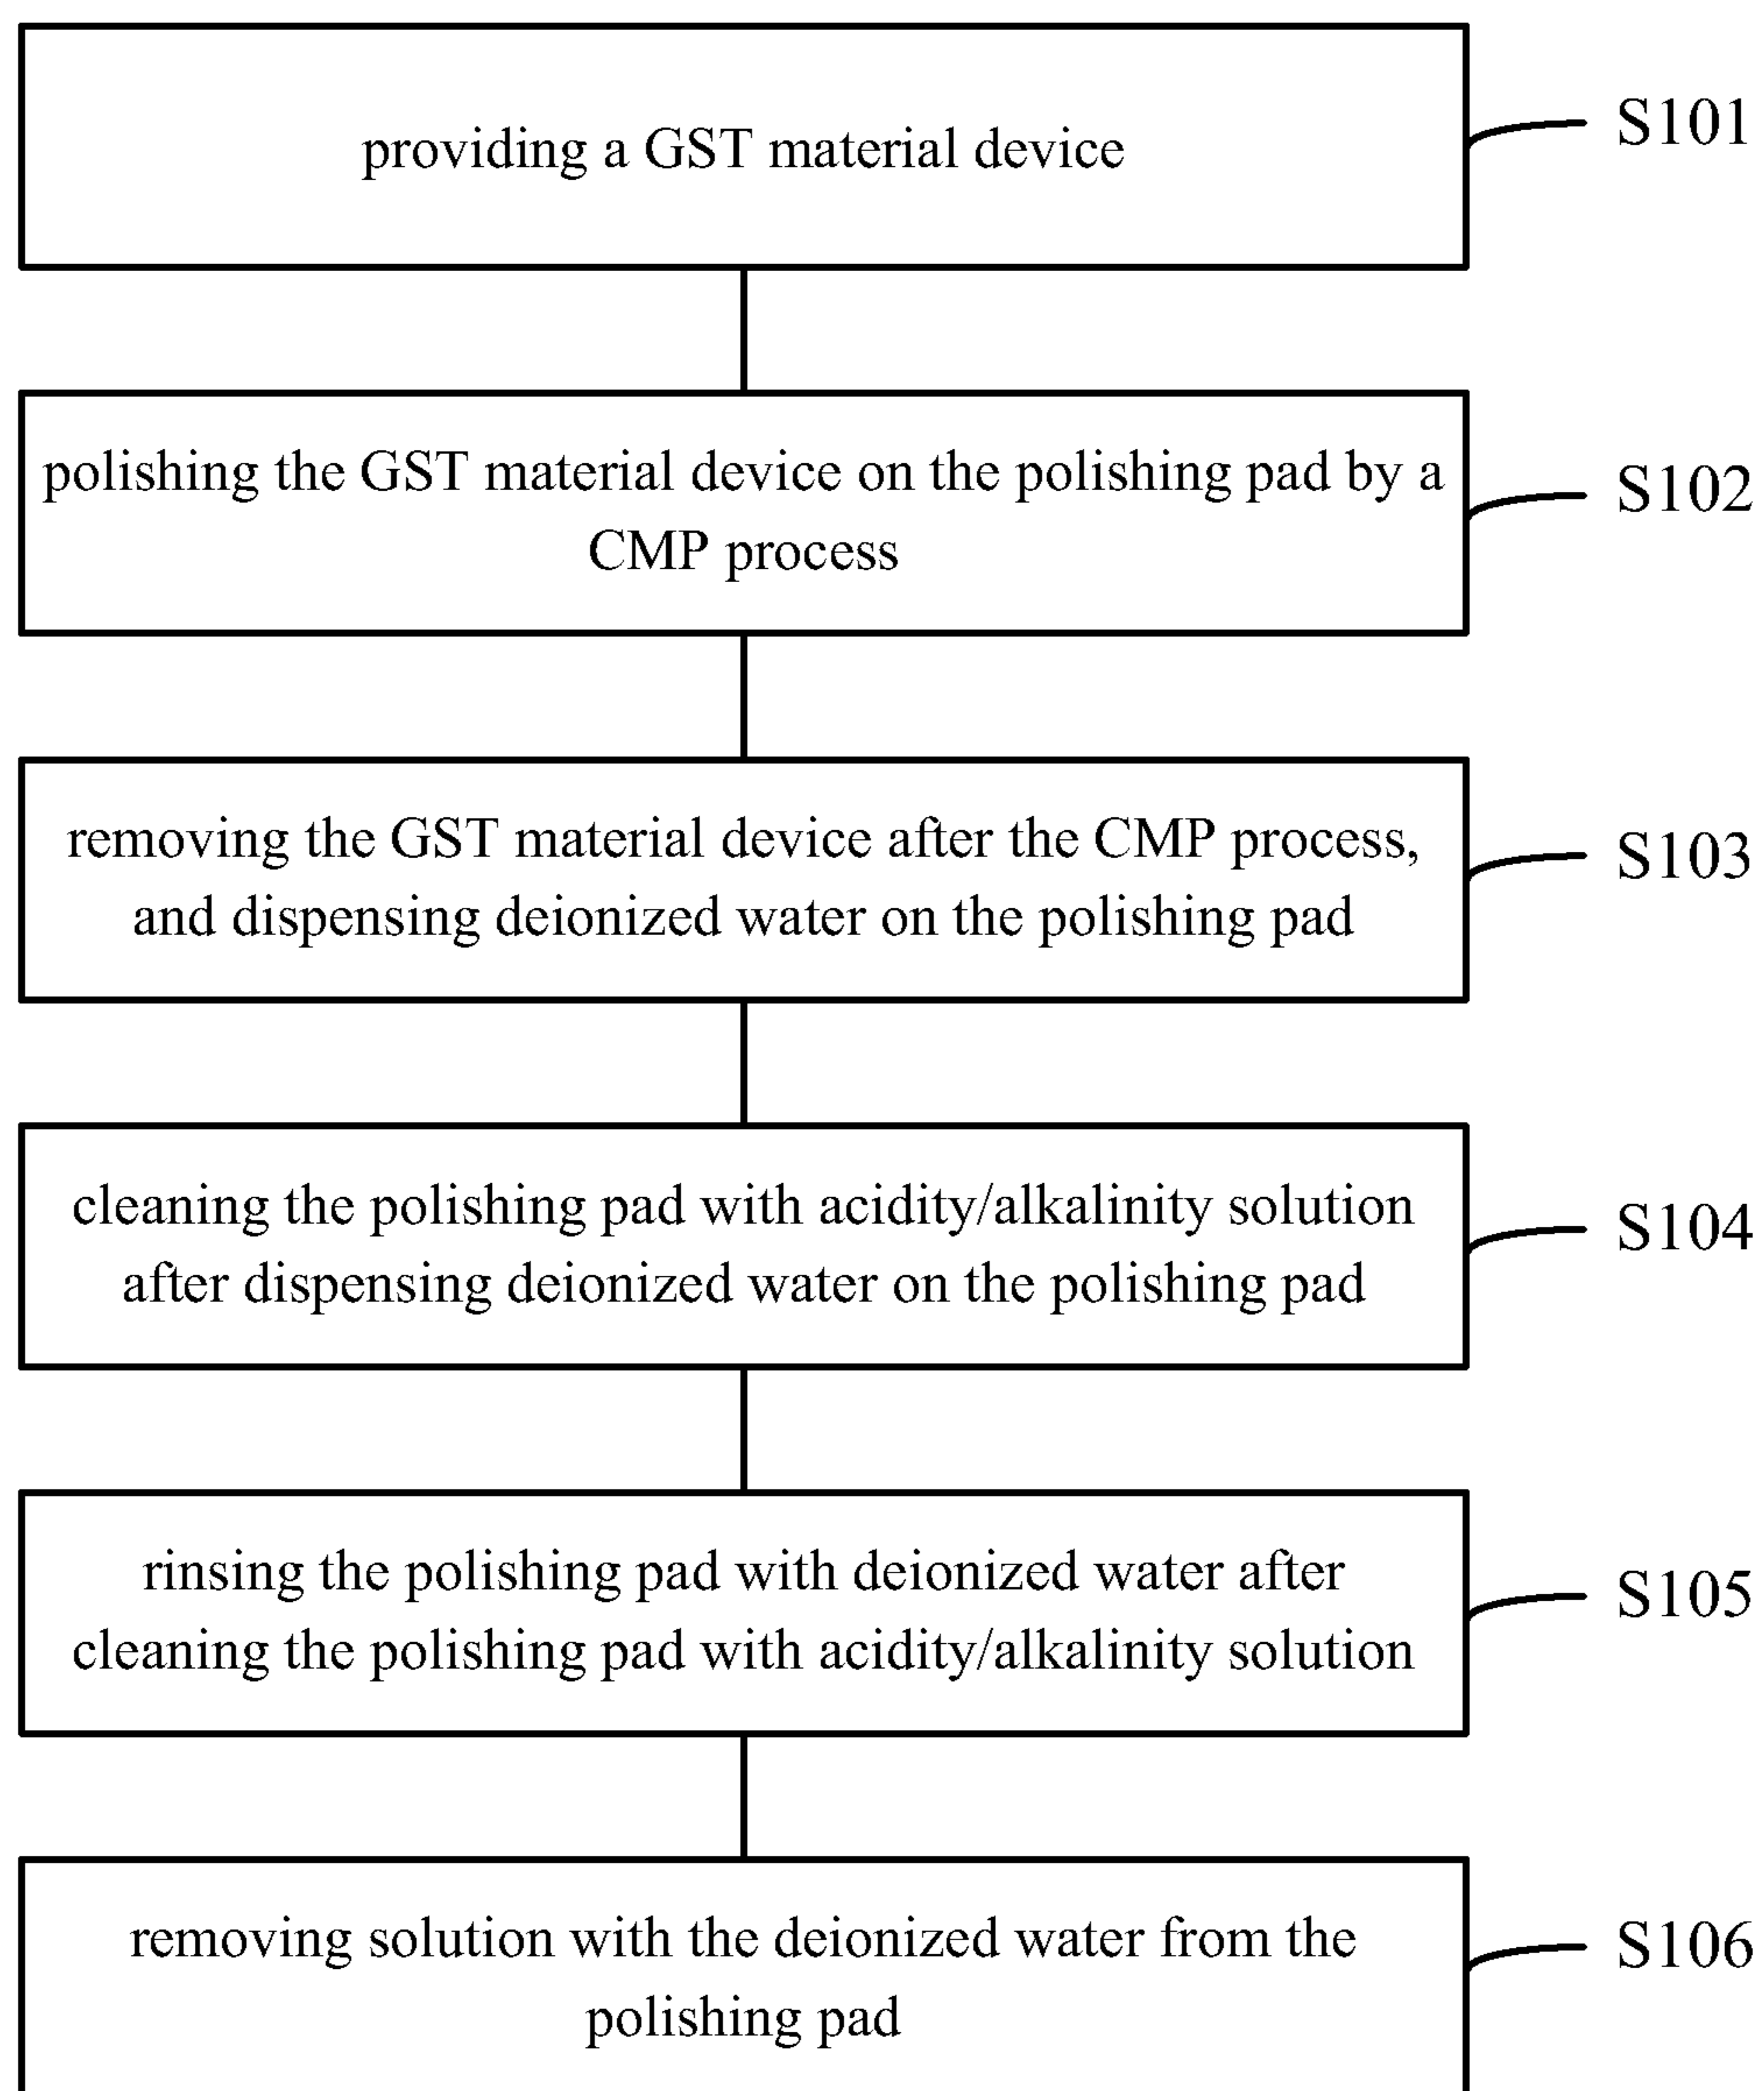 providing a GST material device
S101
polishing the GST material device on the polishing pad by a
CMP process
S102
removing the GST material device after the CMP process,
and dispensing deionized water on the polishing pad
S103
cleaning the polishing pad with acidity/alkalinity solution
after dispensing deionized water on the polishing pad
S104
rinsing the polishing pad with deionized water after
cleaning the polishing pad with acidity/alkalinity solution
S105
removing solution with the deionized water from the
polishing pad
S106